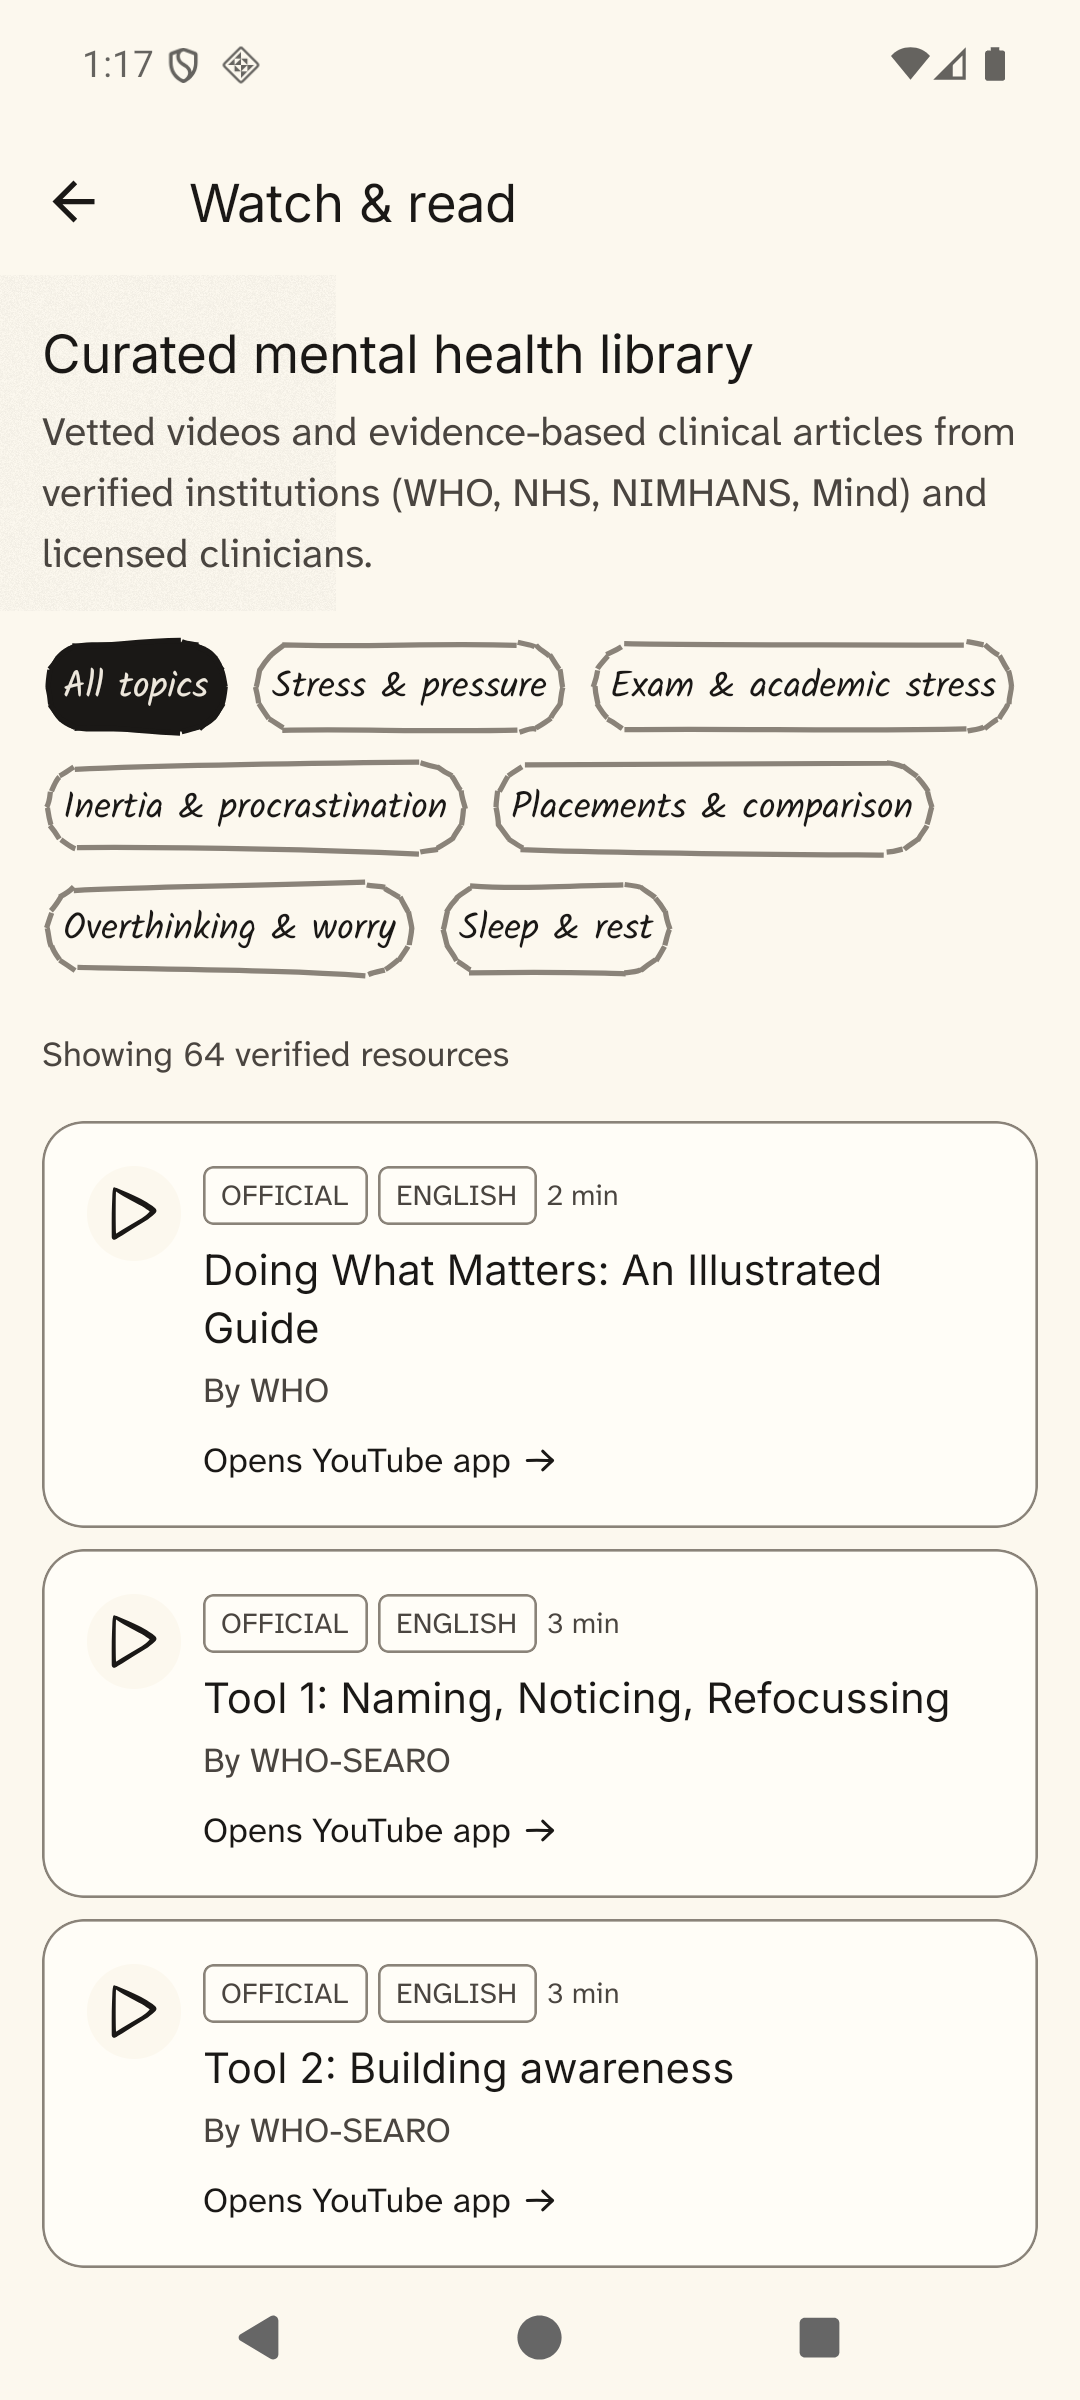 1:17
Watch & read
Curated mental health library
Vetted videos and evidence-based clinical articles from
verified institutions (WHO, NHS, NIMHANS, Mind) and
licensed clinicians.
All topics
Stress & pressure
Exam & academic stress
Inertia & procrastination
Placements & comparison
Overthinking & worry
Sleep & rest
Showing 64 verified resources
OFFICIAL ENGLISH 2 min
Doing What Matters: An Illustrated
Guide
By WHO
Opens YouTube app →
OFFICIAL ENGLISH 3 min
Tool 1: Naming, Noticing, Refocussing
By WHO-SEARO
Opens YouTube app →
OFFICIAL ENGLISH 3 min
Tool 2: Building awareness
By WHO-SEARO
Opens YouTube app →